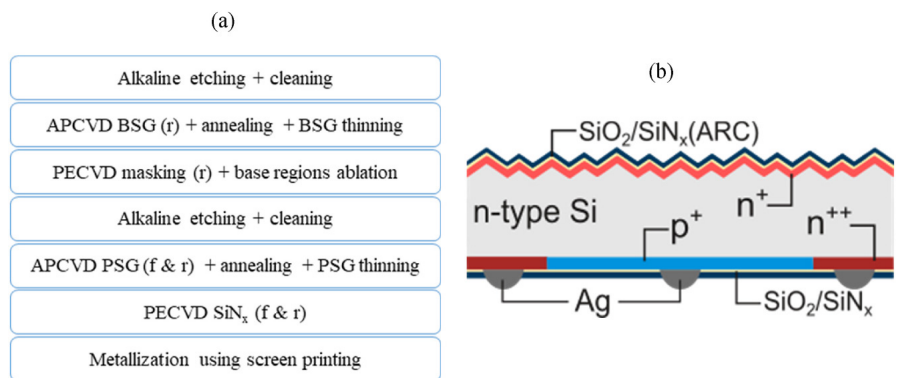 (a)
Alkaline etching + cleaning
APCVD BSG (r) + annealing + BSG thinning
PECVD masking (r) + base regions ablation
Alkaline etching + cleaning
APCVD PSG (f & r) + annealing + PSG thinning
PECVD SiNₓ (f & r)
Metallization using screen printing
(b)
SiO₂/SiNₓ(ARC)
n-type Si
n⁺
p⁺
n⁺⁺
Ag
SiO₂/SiNₓ